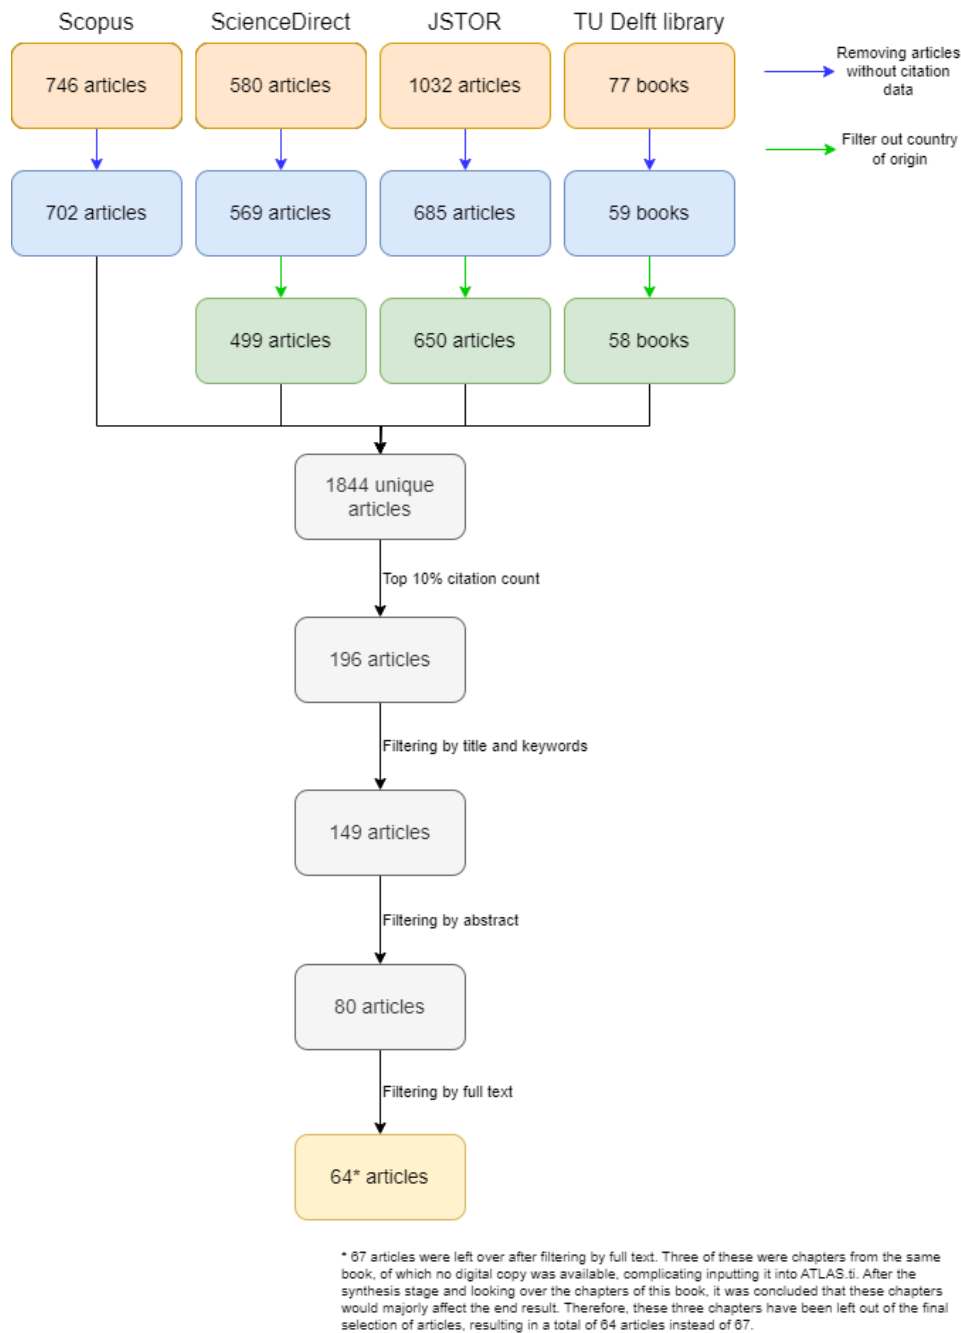 Scopus
ScienceDirect
JSTOR
TU Delft library
746 articles
580 articles
1032 articles
77 books
Removing articles
without citation
data
Filter out country
of origin
702 articles
569 articles
685 articles
59 books
499 articles
650 articles
58 books
1844 unique
articles
Top 10% citation count
196 articles
Filtering by title and keywords
149 articles
Filtering by abstract
80 articles
Filtering by full text
64* articles
* 67 articles were left over after filtering by full text. Three of these were chapters from the same
book, of which no digital copy was available, complicating inputting it into ATLAS.ti. After the
synthesis stage and looking over the chapters of this book, it was concluded that these chapters
would majorly affect the end result. Therefore, these three chapters have been left out of the final
selection of articles, resulting in a total of 64 articles instead of 67.